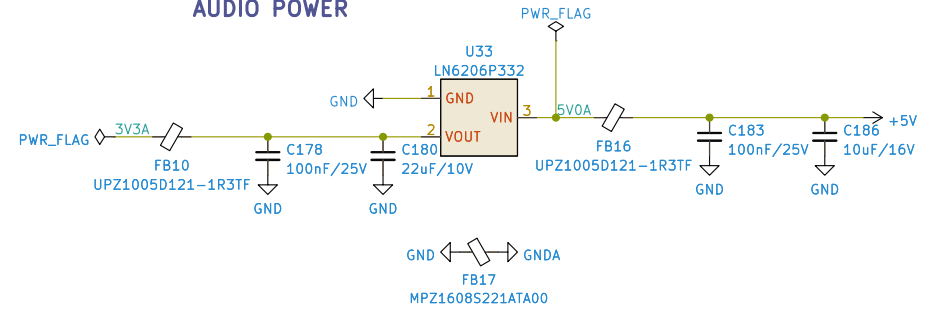 AUDIO POWER
PWR_FLAG
U33
LN6206P332
GND
1
GND
VIN
3
5V0A
2
VOUT
PWR_FLAG
3V3A
FB10
UPZ1005D121-1R3TF
C178
100nF/25V
GND
C180
22uF/10V
GND
FB16
UPZ1005D121-1R3TF
C183
100nF/25V
GND
+5V
C186
10uF/16V
GND
GND
GNDA
FB17
MPZ1608S221ATA00